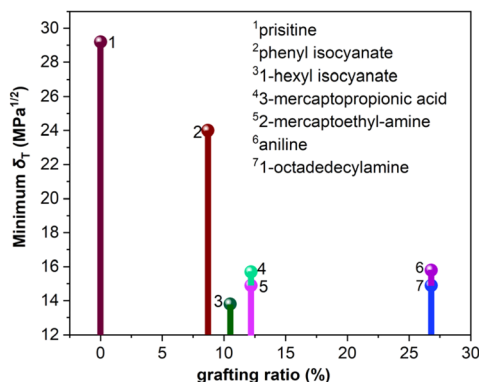 30
28
26
24
22
20
18
16
14
12
Minimum δT (MPa1/2)
1
2
3
4
5
6
7
¹prisitine
²phenyl isocyanate
³1-hexyl isocyanate
⁴3-mercaptopropionic acid
⁵2-mercaptoethyl-amine
⁶aniline
⁷1-octadedecylamine
0 5 10 15 20 25 30
grafting ratio (%)